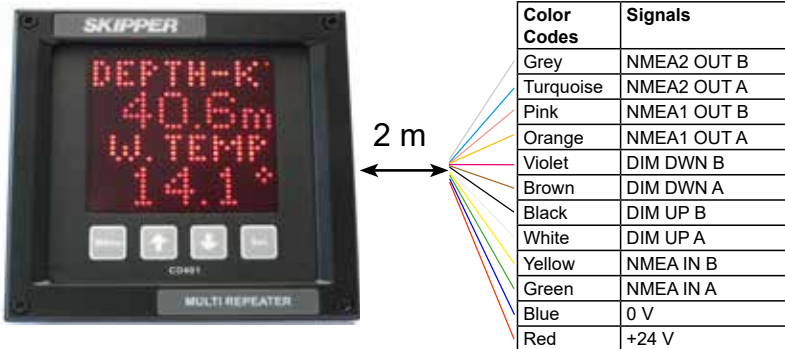 SKIPPER
DEPTH-K
40.6m
W.TEMP
14.1°
Menu
Set
CD401
MULTI REPEATER
2 m
Color Codes Signals
Grey NMEA2 OUT B
Turquoise NMEA2 OUT A
Pink NMEA1 OUT B
Orange NMEA1 OUT A
Violet DIM DWN B
Brown DIM DWN A
Black DIM UP B
White DIM UP A
Yellow NMEA IN B
Green NMEA IN A
Blue 0 V
Red +24 V